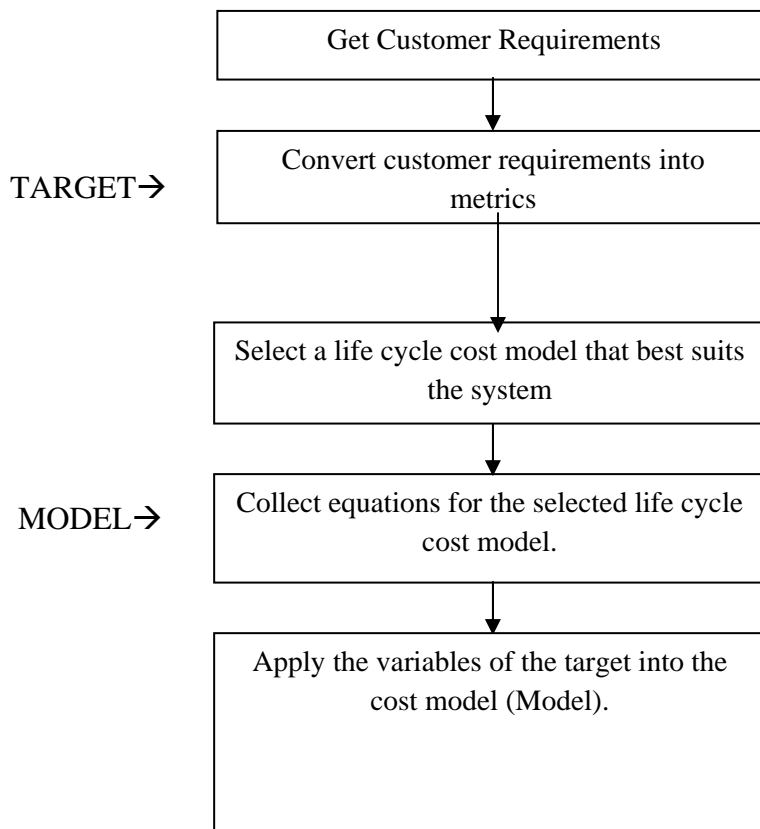 Get Customer Requirements
Convert customer requirements into
metrics
TARGET→
Select a life cycle cost model that best suits
the system
Collect equations for the selected life cycle
cost model.
MODEL→
Apply the variables of the target into the
cost model (Model).